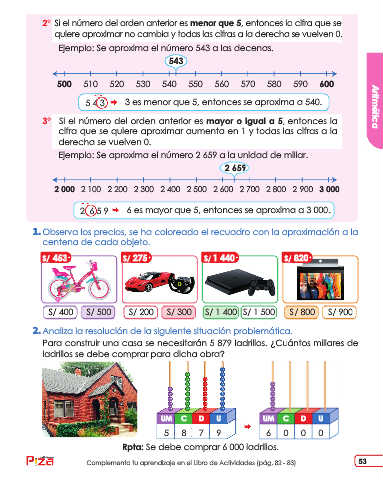 2° Si el número del orden anterior es menor que 5, entonces la cifra que se
quiere aproximar no cambia y todas las cifras a la derecha se vuelven 0.
Ejemplo: Se aproxima el número 543 a las decenas.
543
500 510 520 530 540 550 560 570 580 590 600
5 4 3 → 3 es menor que 5, entonces se aproxima a 540.
3° Si el número del orden anterior es mayor o igual a 5, entonces la
cifra que se quiere aproximar aumenta en 1 y todas las cifras a la
derecha se vuelven 0.
Ejemplo: Se aproxima el número 2 659 a la unidad de millar.
2 659
2 000 2 100 2 200 2 300 2 400 2 500 2 600 2 700 2 800 2 900 3 000
2 6 5 9 → 6 es mayor que 5, entonces se aproxima a 3 000.
Aritmética
1. Observa los precios, se ha coloreado el recuadro con la aproximación a la
centena de cada objeto.
S/ 453 S/ 275 S/ 1 440 S/ 820
S/ 400 S/ 500 S/ 200 S/ 300 S/ 1 400 S/ 1 500 S/ 800 S/ 900
2. Analiza la resolución de la siguiente situación problemática.
Para construir una casa se necesitarán 5 879 ladrillos. ¿Cuántos millares de
ladrillos se debe comprar para dicha obra?
UM C D U UM C D U
5 8 7 9 → 6 0 0 0
Rpta: Se debe comprar 6 000 ladrillos.
Complementa tu aprendizaje en el Libro de Actividades (pág. 82 - 83)
53